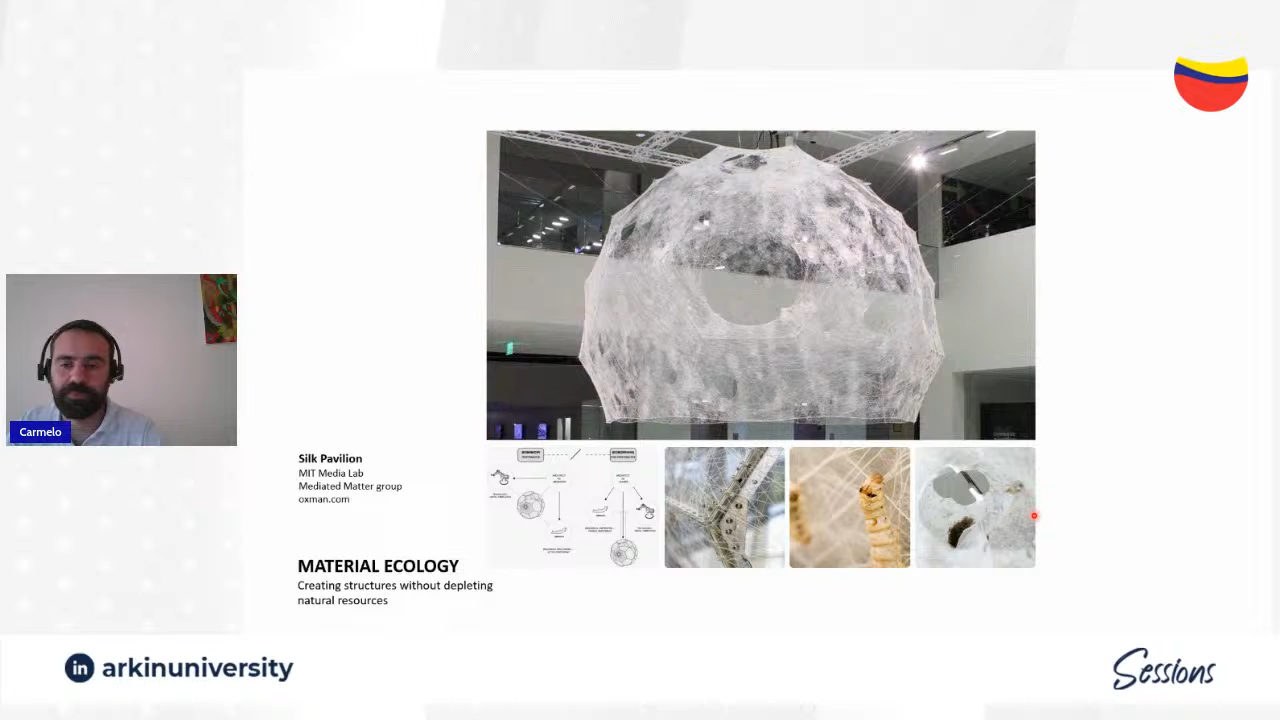 Carmelo
Silk Pavilion
MIT Media Lab
Mediated Matter group
oxman.com
MATERIAL ECOLOGY
Creating structures without depleting
natural resources
in arkinuniversity
Sessions